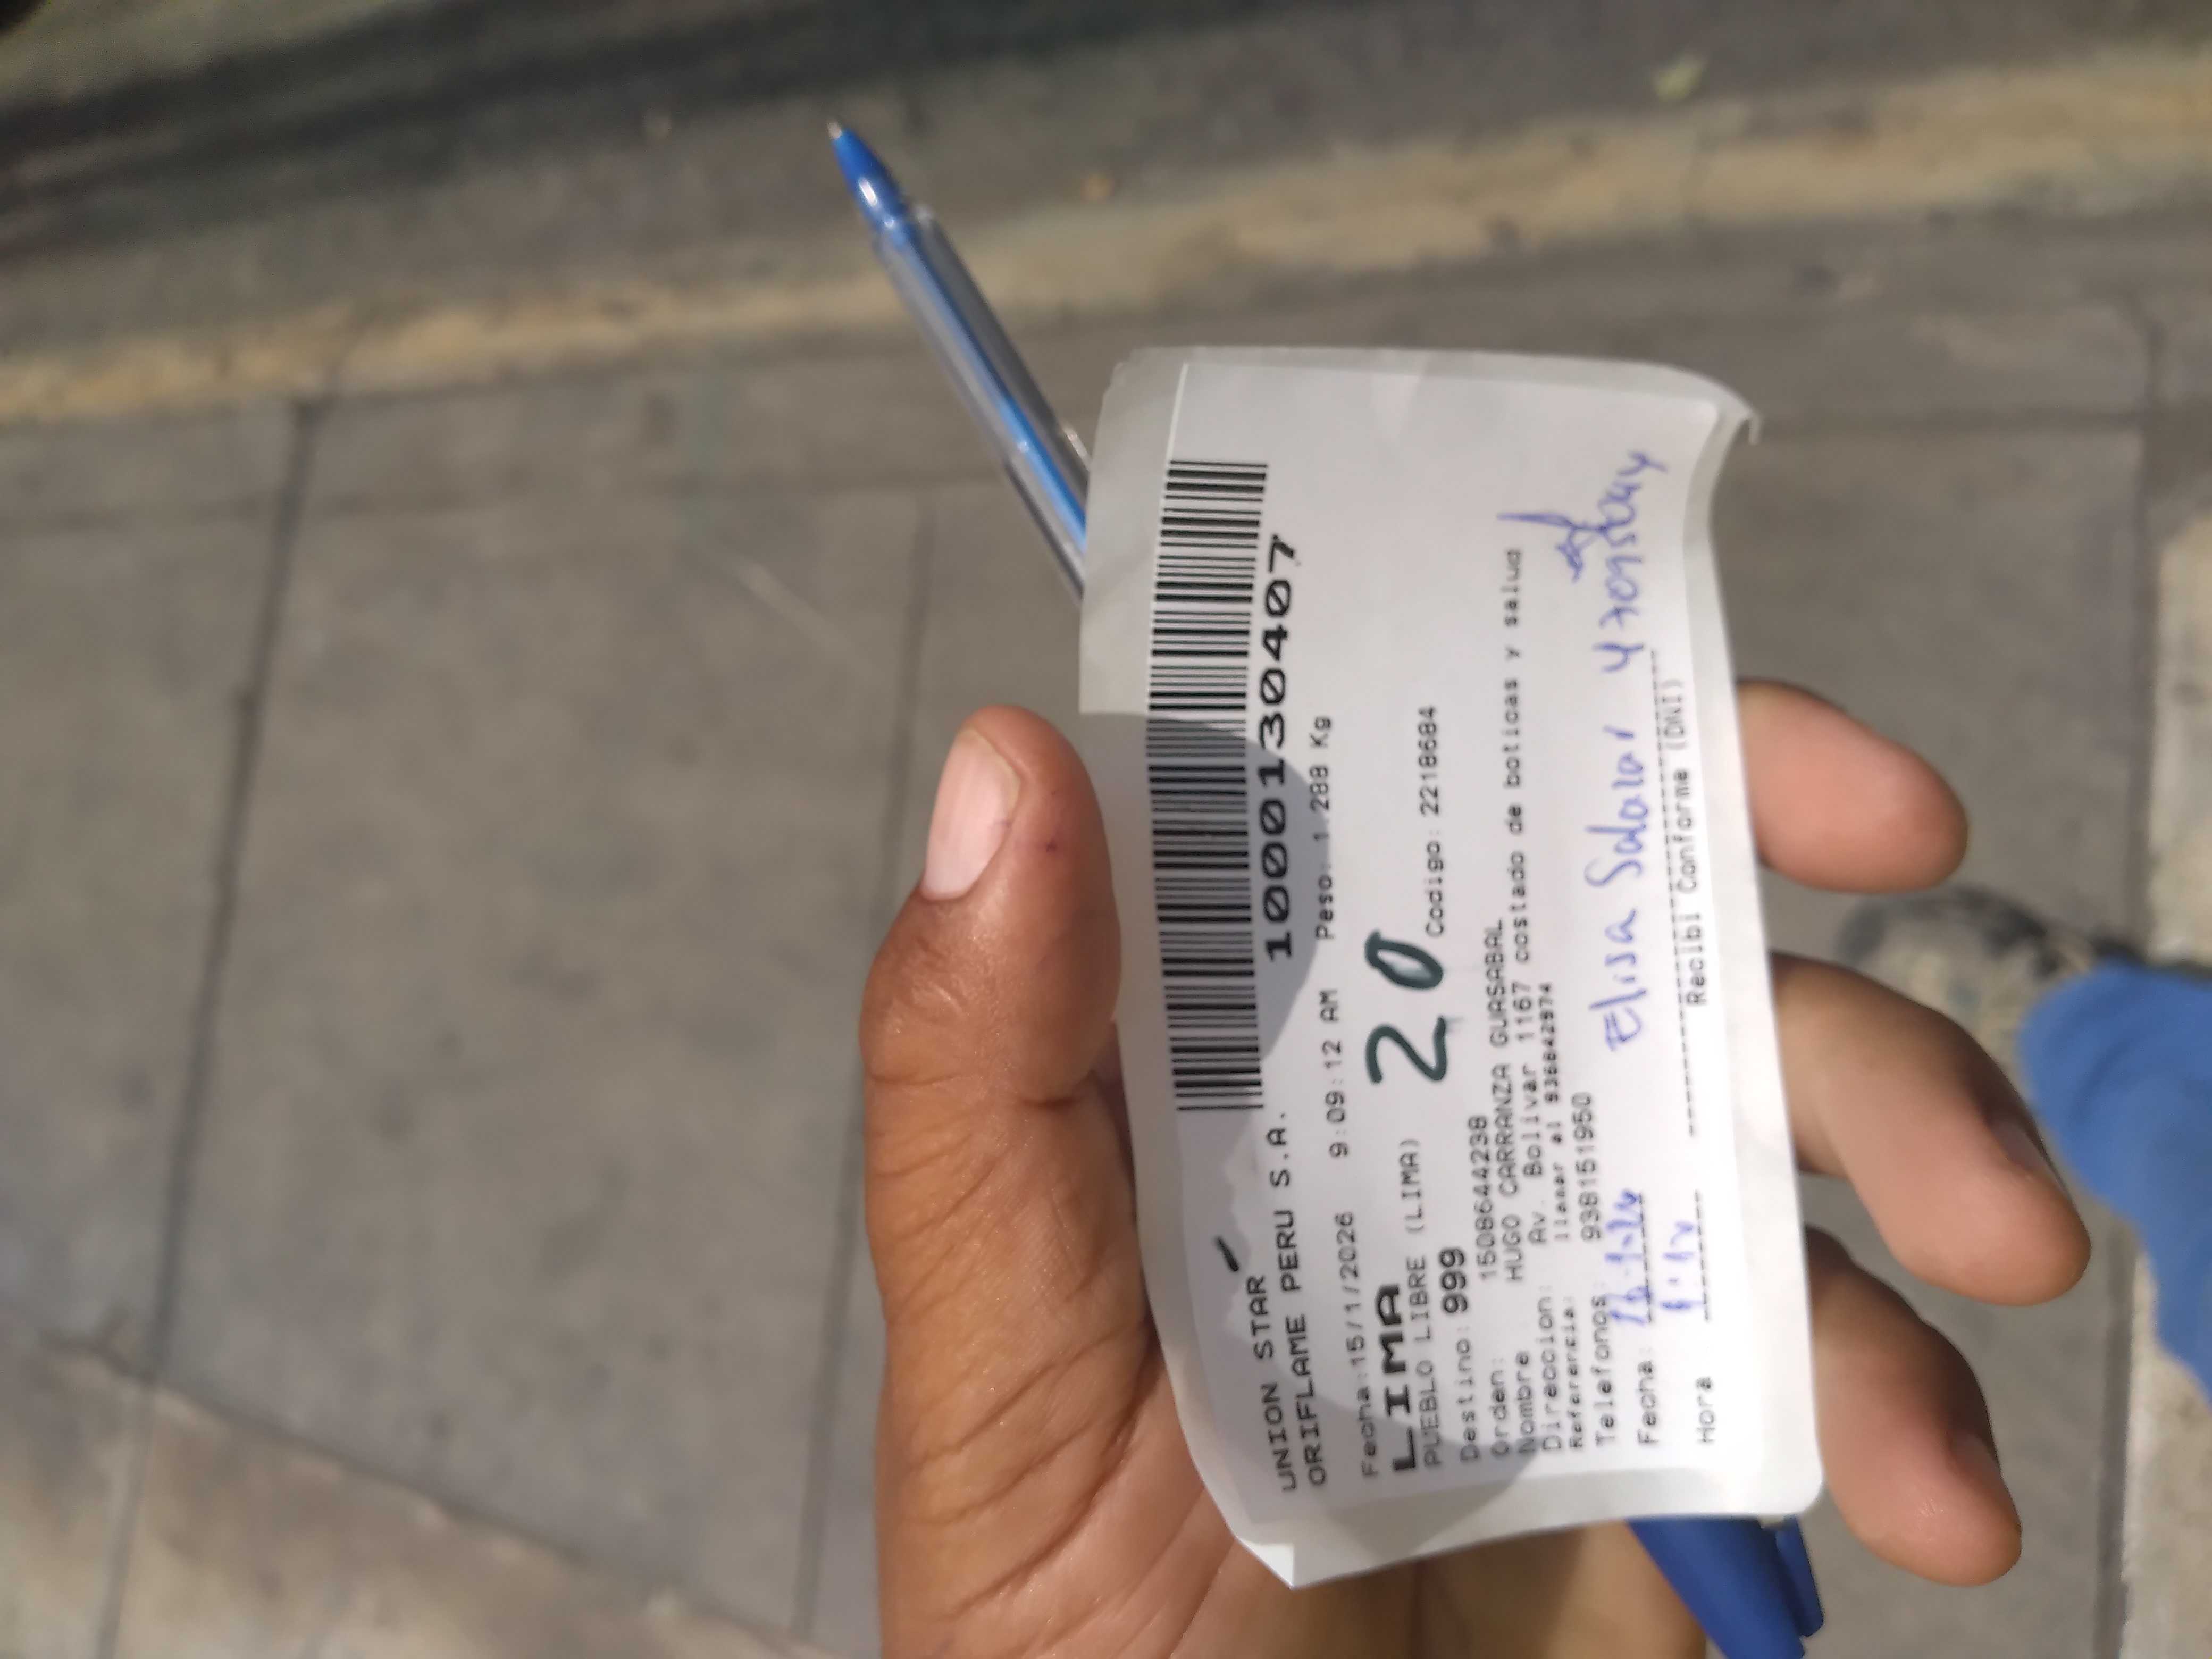 UNION STAR
ORIFLAME PERU S.A.
1000130407
Fecha:15/1/2026 9:09:12 AM Peso: 1.288 Kg
LIMA
20
PUEBLO LIBRE (LIMA)
Destino: 999 Codigo: 2218684
Orden: 1508644238
Nombre HUGO CARRANZA GUASABAL
Direccion: Av. Bolivar 1167 costado de boticas y salud
Referencia: llamar al 936842974
Telefonos: 938151950
Fecha: Elisa Salazar
Hora Recibi Conforme (DNI)